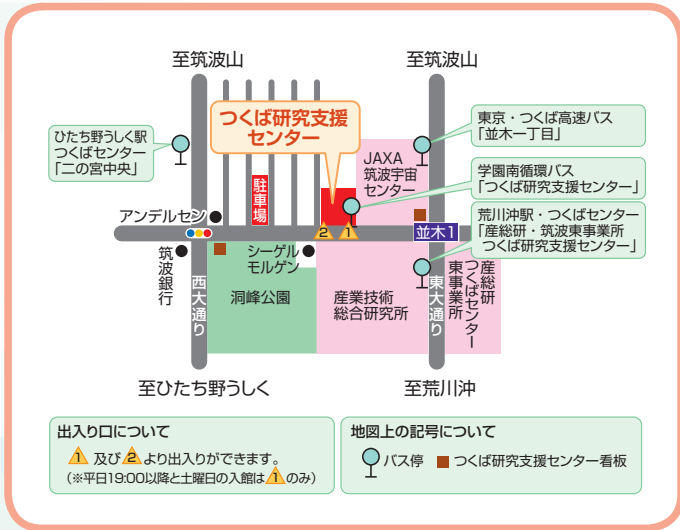 至筑波山
至筑波山
ひたち野うしく駅
つくばセンター
「二の宮中央」
つくば研究支援
センター
東京・つくば高速バス
「並木一丁目」
JAXA
筑波宇宙
センター
学園南循環バス
「つくば研究支援センター」
駐車場
アンデルセン
2
1
並木1
荒川沖駅・つくばセンター
「産総研・筑波東事業所
つくば研究支援センター」
筑波銀行
西大通り
シーゲル
モルゲン
洞峰公園
産業技術
総合研究所
東大通り
産総研
つくばセンター
東事業所
至ひたち野うしく
至荒川沖
出入り口について
1 及び 2 より出入りができます。
(※平日19:00以降と土曜日の入館は 1 のみ)
地図上の記号について
バス停 つくば研究支援センター看板